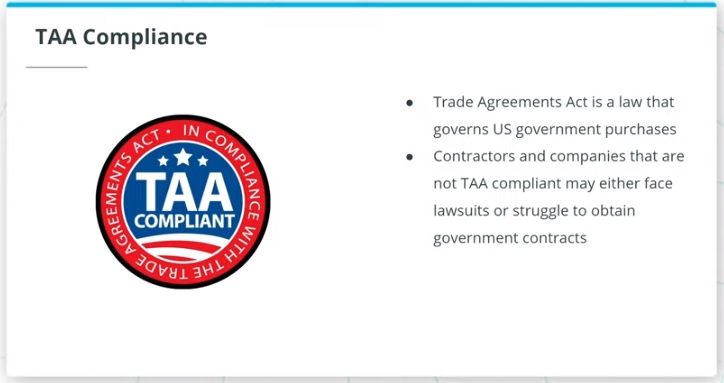 TAA Compliance
IN COMPLIANCE WITH THE TRADE AGREEMENTS ACT •
TAA
COMPLIANT
● Trade Agreements Act is a law that
governs US government purchases
● Contractors and companies that are
not TAA compliant may either face
lawsuits or struggle to obtain
government contracts